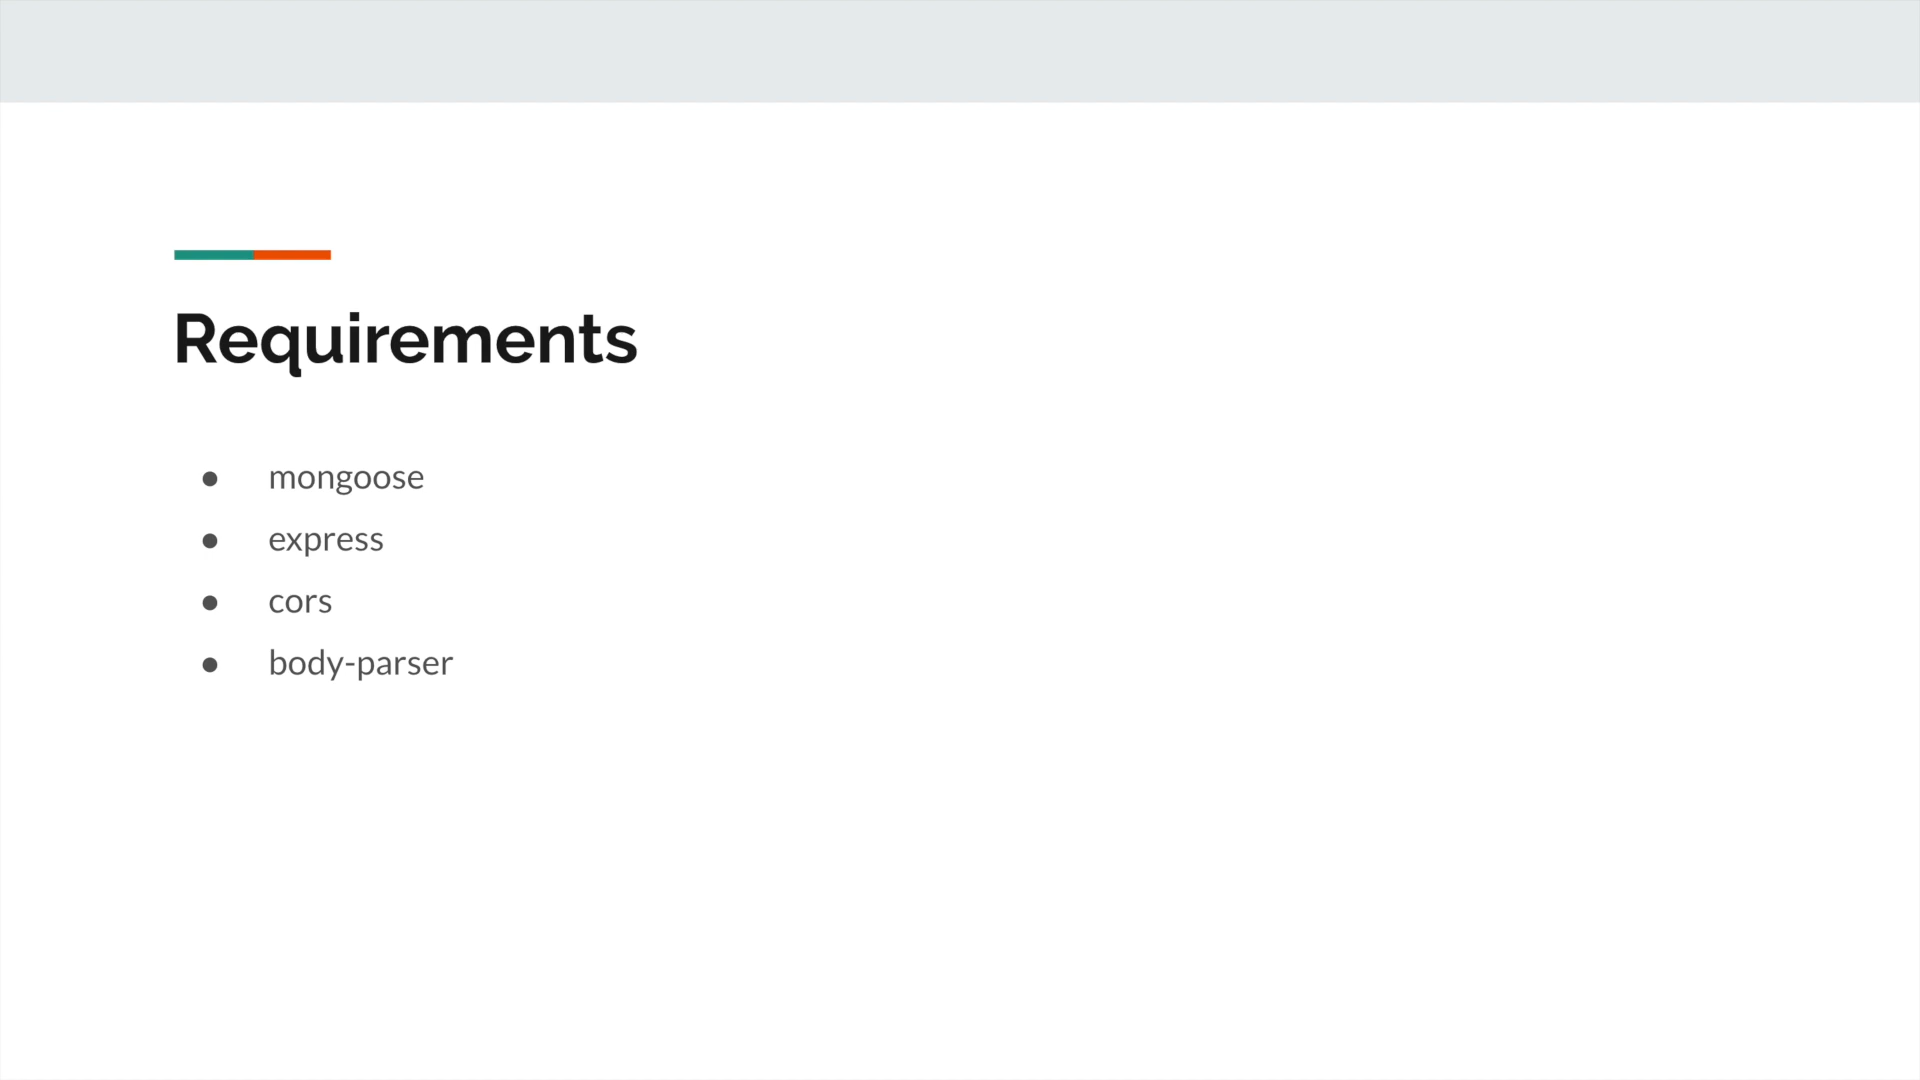 Requirements
● mongoose
● express
● cors
● body-parser